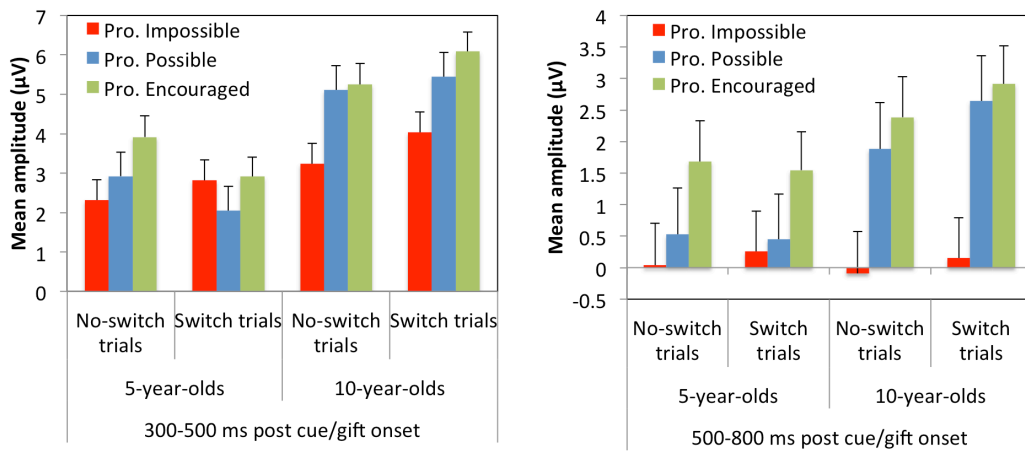 7
6
5
4
3
2
1
0
Mean amplitude (µV)
Pro. Impossible
Pro. Possible
Pro. Encouraged
No-switch trials
Switch trials
No-switch trials
Switch trials
5-year-olds
10-year-olds
300-500 ms post cue/gift onset
4
3.5
3
2.5
2
1.5
1
0.5
0
-0.5
Mean amplitude (µV)
Pro. Impossible
Pro. Possible
Pro. Encouraged
No-switch trials
Switch trials
No-switch trials
Switch trials
5-year-olds
10-year-olds
500-800 ms post cue/gift onset